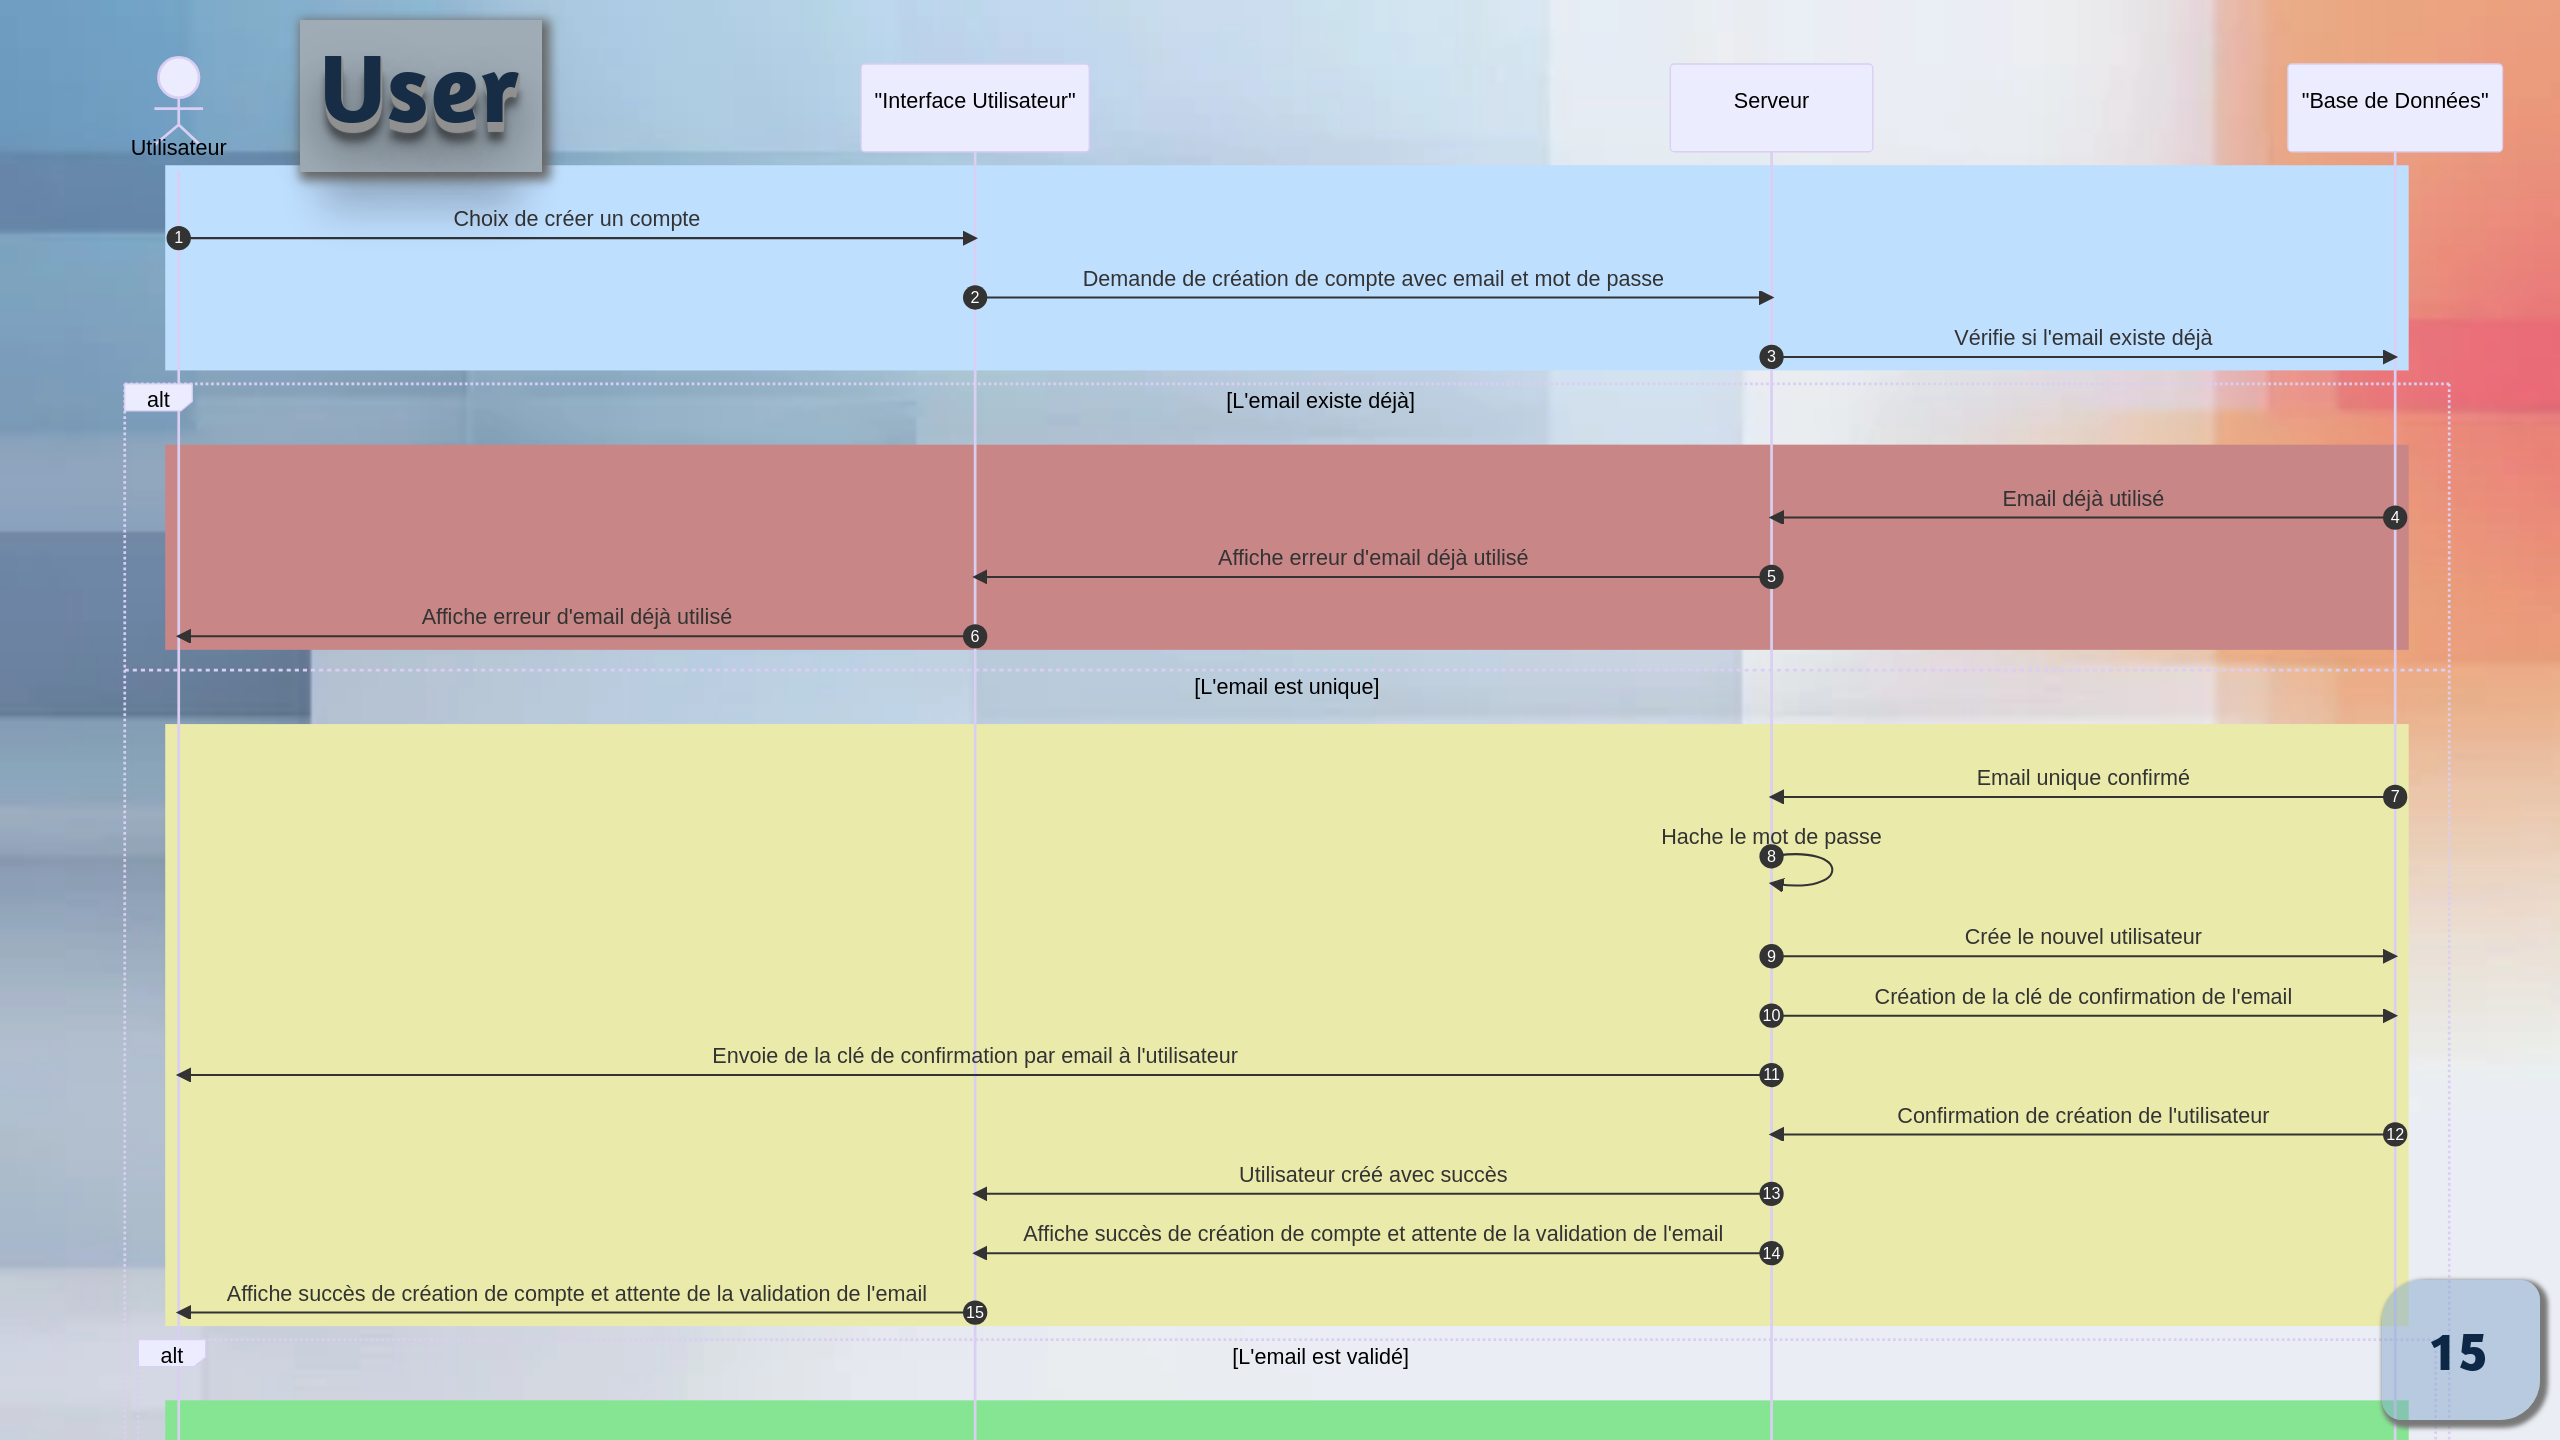 User
Utilisateur
"Interface Utilisateur"
Serveur
"Base de Données"
Choix de créer un compte
1
Demande de création de compte avec email et mot de passe
2
Vérifie si l'email existe déjà
3
alt
[L'email existe déjà]
Email déjà utilisé
4
Affiche erreur d'email déjà utilisé
5
Affiche erreur d'email déjà utilisé
6
[L'email est unique]
Email unique confirmé
7
Hache le mot de passe
8
Crée le nouvel utilisateur
9
Création de la clé de confirmation de l'email
10
Envoie de la clé de confirmation par email à l'utilisateur
11
Confirmation de création de l'utilisateur
12
Utilisateur créé avec succès
13
Affiche succès de création de compte et attente de la validation de l'email
14
Affiche succès de création de compte et attente de la validation de l'email
15
alt
[L'email est validé]
15